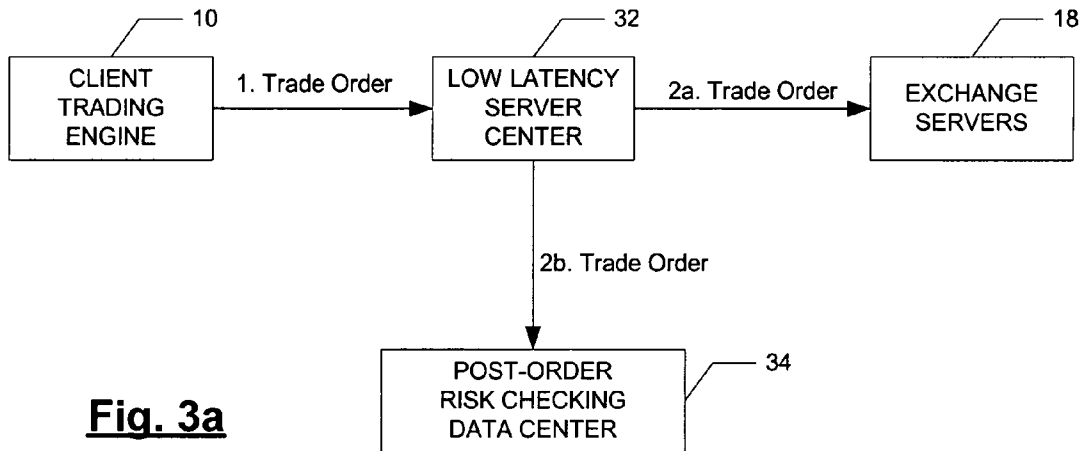 10
32
18
CLIENT
TRADING
ENGINE
1. Trade Order
LOW LATENCY
SERVER
CENTER
2a. Trade Order
EXCHANGE
SERVERS
2b. Trade Order
POST-ORDER
RISK CHECKING
DATA CENTER
34
Fig. 3a